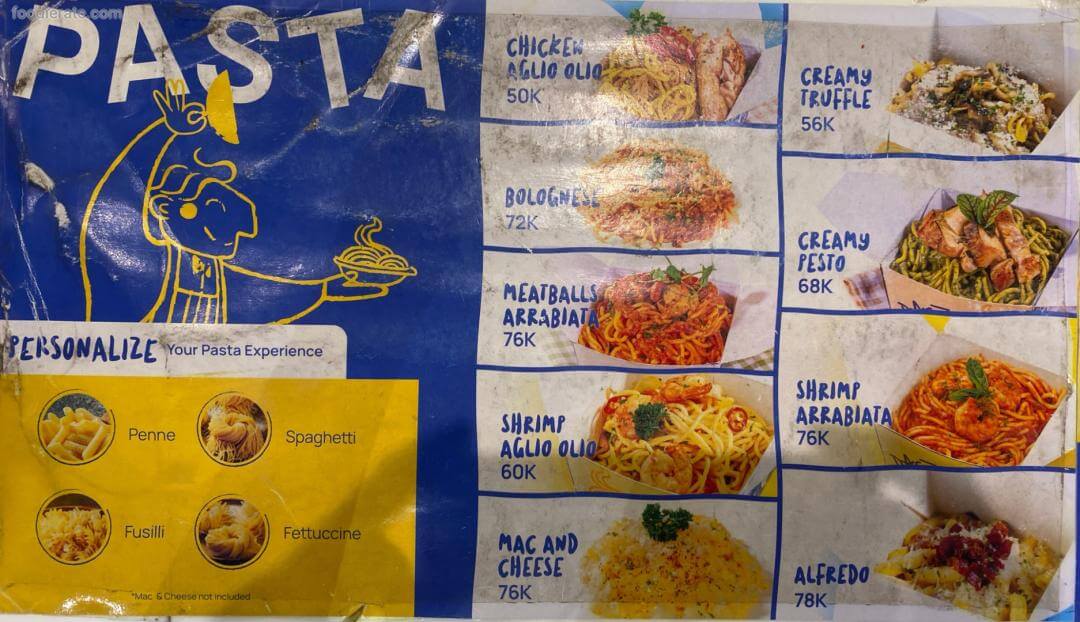 foodierate.com
PASTA
PERSONALIZE Your Pasta Experience
Penne
Spaghetti
Fusilli
Fettuccine
*Mac & Cheese not included
CHICKEN
AGLIO OLIO
50K
BOLOGNESE
72K
MEATBALLS
ARRABIATA
76K
SHRIMP
AGLIO OLIO
60K
MAC AND
CHEESE
76K
CREAMY
TRUFFLE
56K
CREAMY
PESTO
68K
SHRIMP
ARRABIATA
76K
ALFREDO
78K